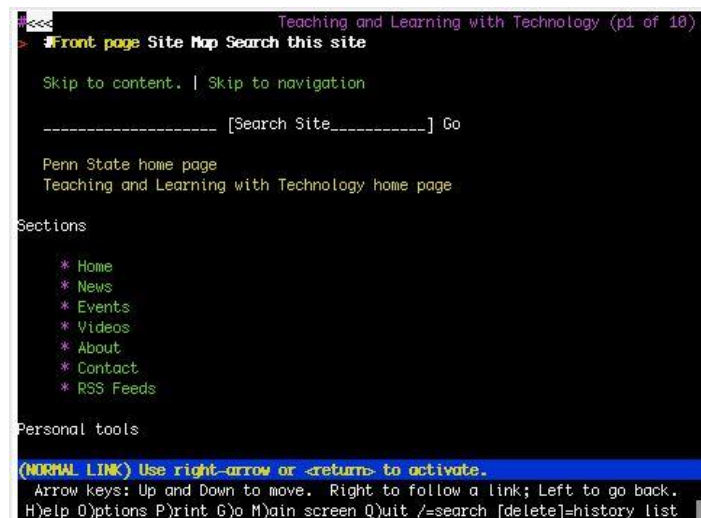 #<<< Teaching and Learning with Technology (p1 of 10)
> #Front page Site Map Search this site
Skip to content. | Skip to navigation
____________________ [Search Site___________] Go
Penn State home page
Teaching and Learning with Technology home page
Sections
* Home
* News
* Events
* Videos
* About
* Contact
* RSS Feeds
Personal tools
(NORMAL LINK) Use right-arrow or <return> to activate.
Arrow keys: Up and Down to move. Right to follow a link; Left to go back.
H)elp O)ptions P)rint G)o M)ain screen Q)uit /=search [delete]=history list